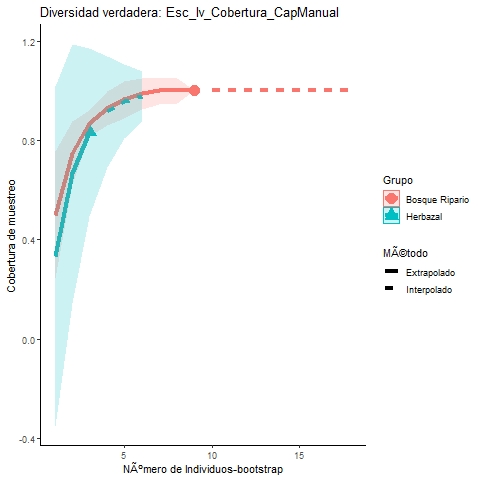 Diversidad verdadera: Esc_lv_Cobertura_CapManual
Cobertura de muestreo
1.2
0.8
0.4
0.0
-0.4
5
10
15
NÃºmero de Individuos-bootstrap
Grupo
Bosque Ripario
Herbazal
MÃ©todo
Extrapolado
Interpolado